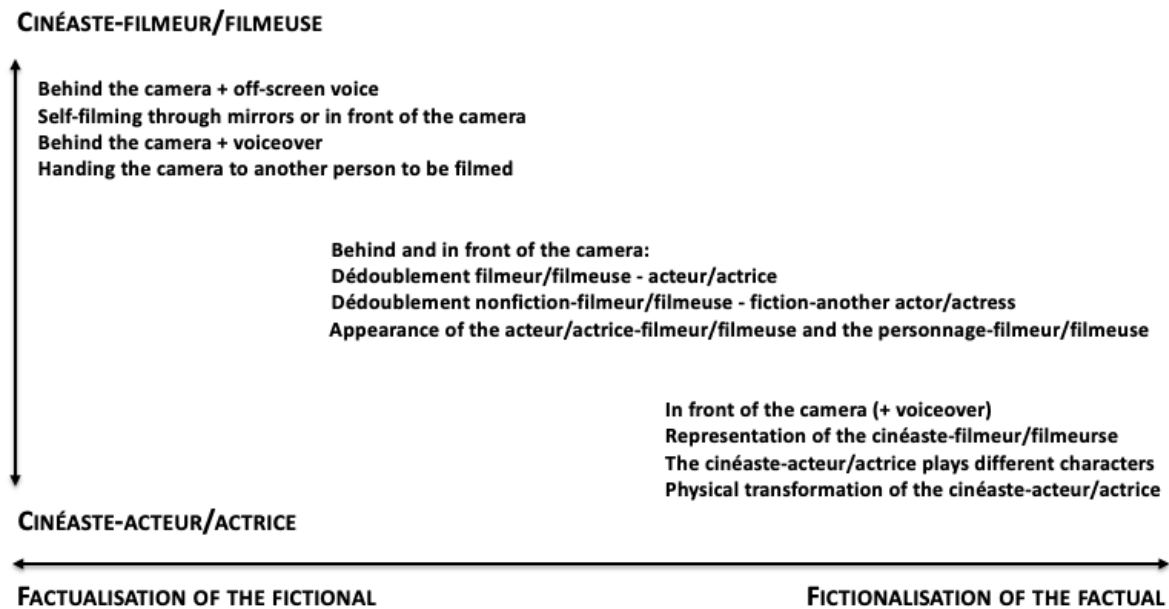 CINÉASTE-FILMEUR/FILMEUSE
Behind the camera + off-screen voice
Self-filming through mirrors or in front of the camera
Behind the camera + voiceover
Handing the camera to another person to be filmed
Behind and in front of the camera:
Dédoublement filmeur/filmeuse - acteur/actrice
Dédoublement nonfiction-filmeur/filmeuse - fiction-another actor/actress
Appearance of the acteur/actrice-filmeur/filmeuse and the personnage-filmeur/filmeuse
In front of the camera (+ voiceover)
Representation of the cinéaste-filmeur/filmeurse
The cinéaste-acteur/actrice plays different characters
Physical transformation of the cinéaste-acteur/actrice
CINÉASTE-ACTEUR/ACTRICE
FACTUALISATION OF THE FICTIONAL
FICTIONALISATION OF THE FACTUAL